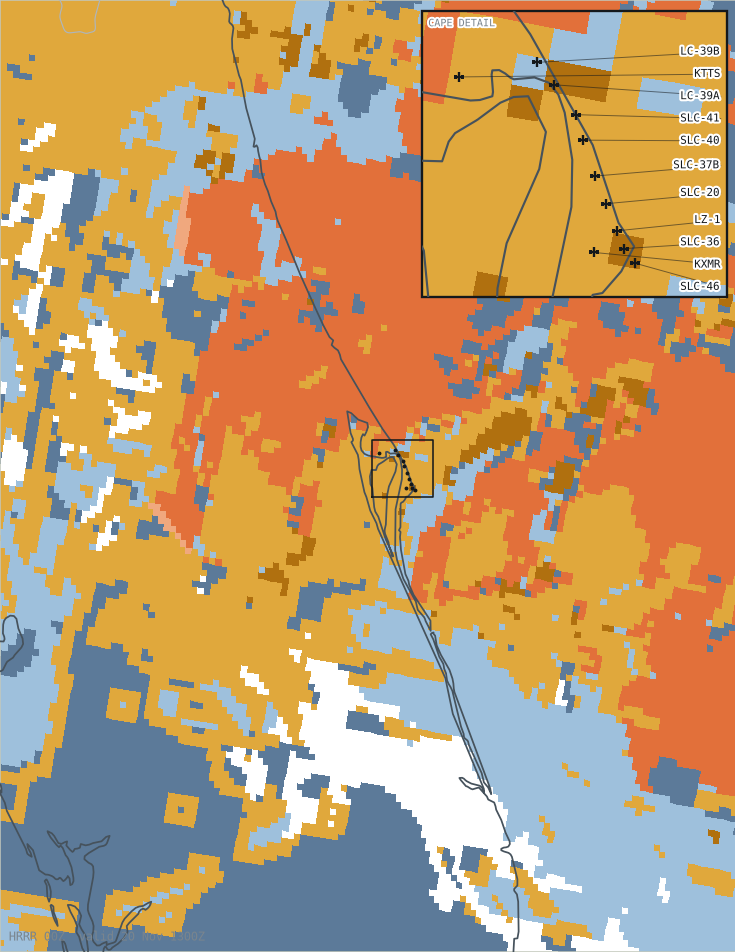 CAPE DETAIL
LC-39B
KTTS
LC-39A
SLC-41
SLC-40
SLC-37B
SLC-20
LZ-1
SLC-36
KXMR
SLC-46
HRRR